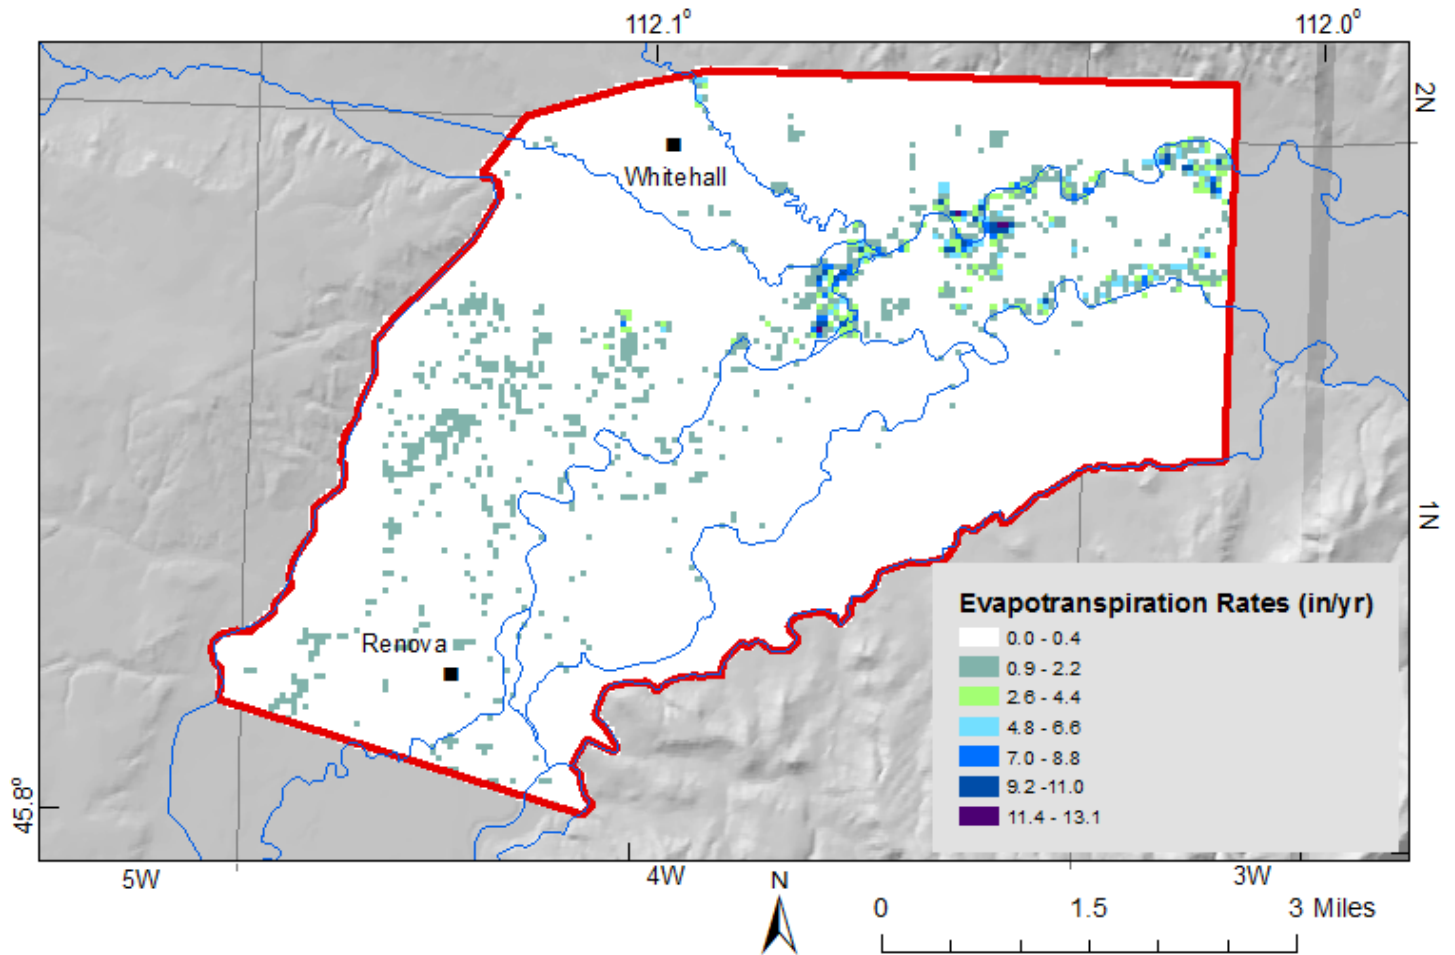 112.1°
112.0°
2N
Whitehall
1N
Evapotranspiration Rates (in/yr)
0.0 - 0.4
0.9 - 2.2
2.6 - 4.4
4.8 - 6.6
7.0 - 8.8
9.2 -11.0
11.4 - 13.1
Renova
45.8°
5W
4W
3W
N
0
1.5
3 Miles